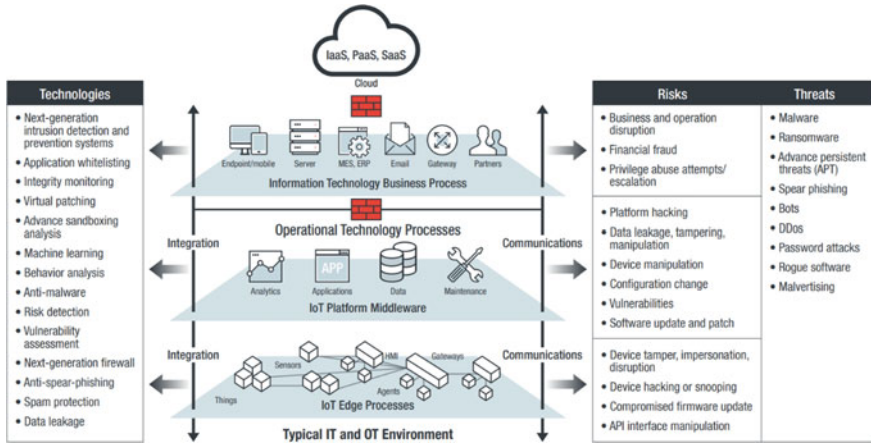 IaaS, PaaS, SaaS
Cloud
Technologies
• Next-generation
intrusion detection and
prevention systems
• Application whitelisting
• Integrity monitoring
• Virtual patching
• Advance sandboxing
analysis
• Machine learning
• Behavior analysis
• Anti-malware
• Risk detection
• Vulnerability
assessment
• Next-generation firewall
• Anti-spear-phishing
• Spam protection
• Data leakage
Endpoint/mobile
Server
MES, ERP
Email
Gateway
Partners
Information Technology Business Process
Operational Technology Processes
Integration
Communications
Analytics
APP
Applications
Data
Maintenance
IoT Platform Middleware
Integration
Communications
Sensors
HMI
Gateways
Things
Agents
IoT Edge Processes
Typical IT and OT Environment
Risks
• Business and operation
disruption
• Financial fraud
• Privilege abuse attempts/
escalation
• Platform hacking
• Data leakage, tampering,
manipulation
• Device manipulation
• Configuration change
• Vulnerabilities
• Software update and patch
• Device tamper, impersonation,
disruption
• Device hacking or snooping
• Compromised firmware update
• API interface manipulation
Threats
• Malware
• Ransomware
• Advance persistent
threats (APT)
• Spear phishing
• Bots
• DDos
• Password attacks
• Rogue software
• Malvertising